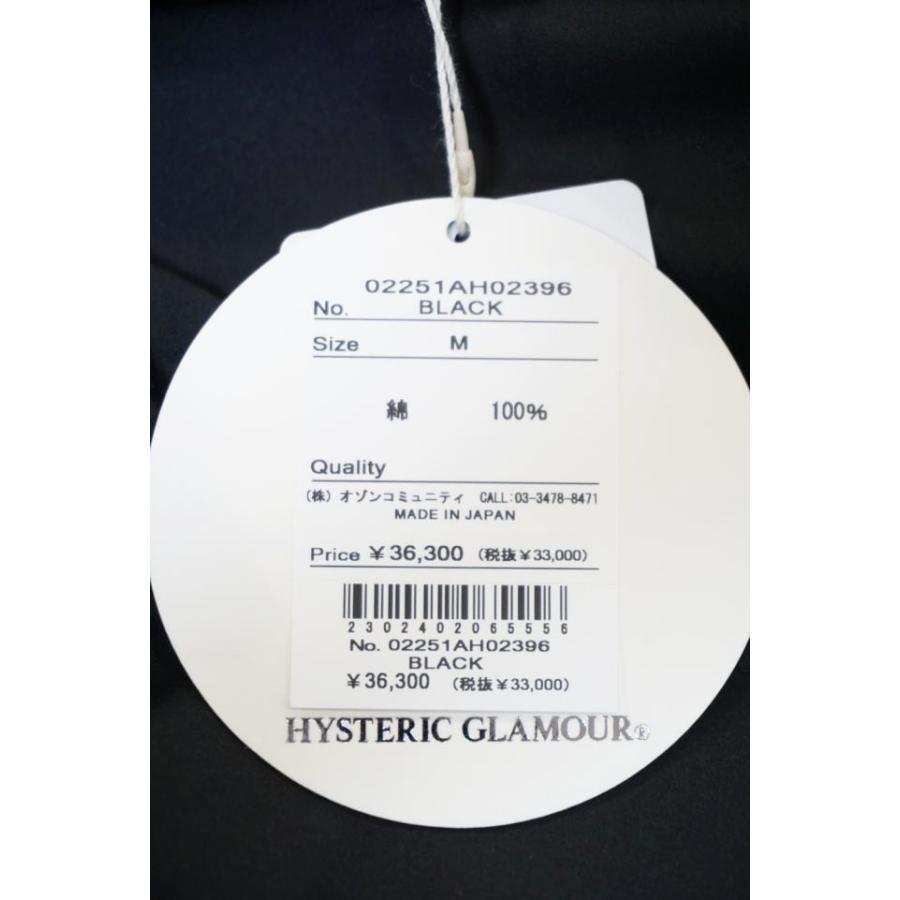 02251AH02396
No. BLACK
Size M
綿 100%
Quality
(株) オゾンコミュニティ CALL:03-3478-8471
MADE IN JAPAN
Price ¥36,300 (税抜¥33,000)
2302402065556
No. 02251AH02396
BLACK
¥36,300 (税抜¥33,000)
HYSTERIC GLAMOUR®